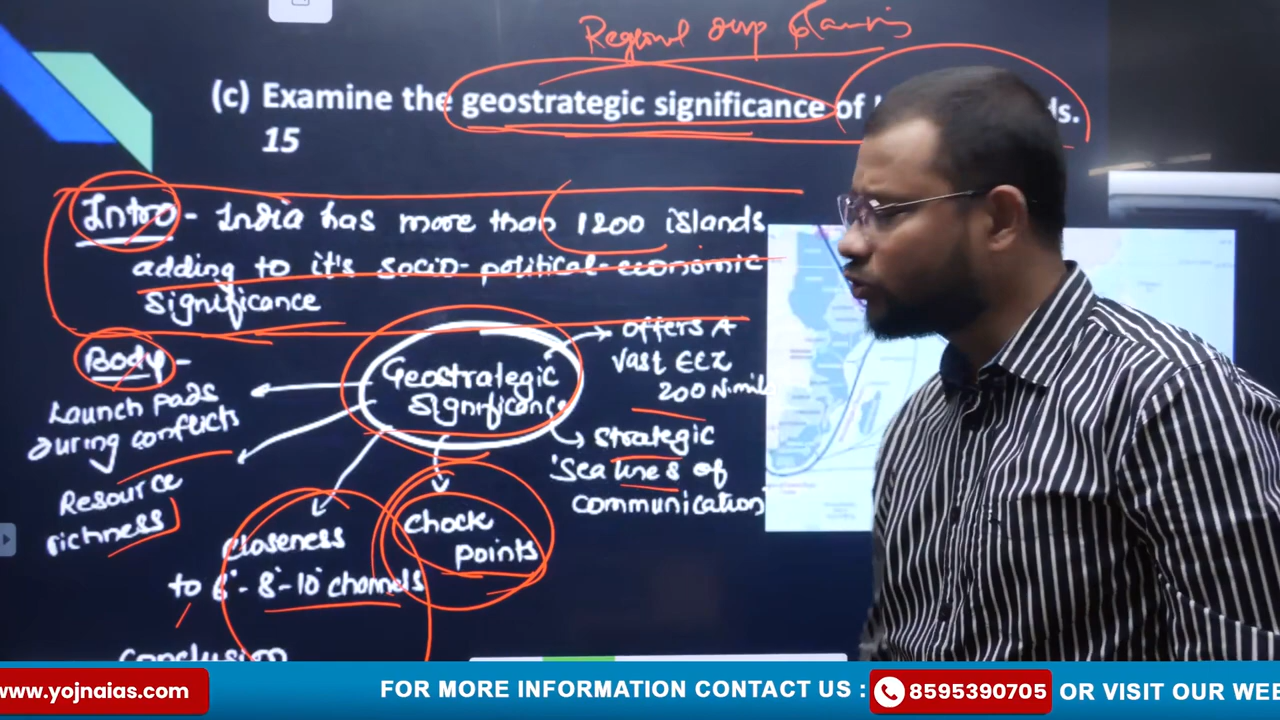 Regional
(c) Examine the geostrategic significance of ds.
15
Intro - India has more than 1200 islands
adding to it's socio-political-economic
significance
Body -
Geostrategic
significance
offers A
vast EEZ
200 N.mile
strategic
'sea lines of
communication
Launch pads
during conflicts
Resource
richness
closeness
to 6°-8°-10° channels
chock
points
conclusion
www.yojnaias.com
FOR MORE INFORMATION CONTACT US :
8595390705
OR VISIT OUR WE